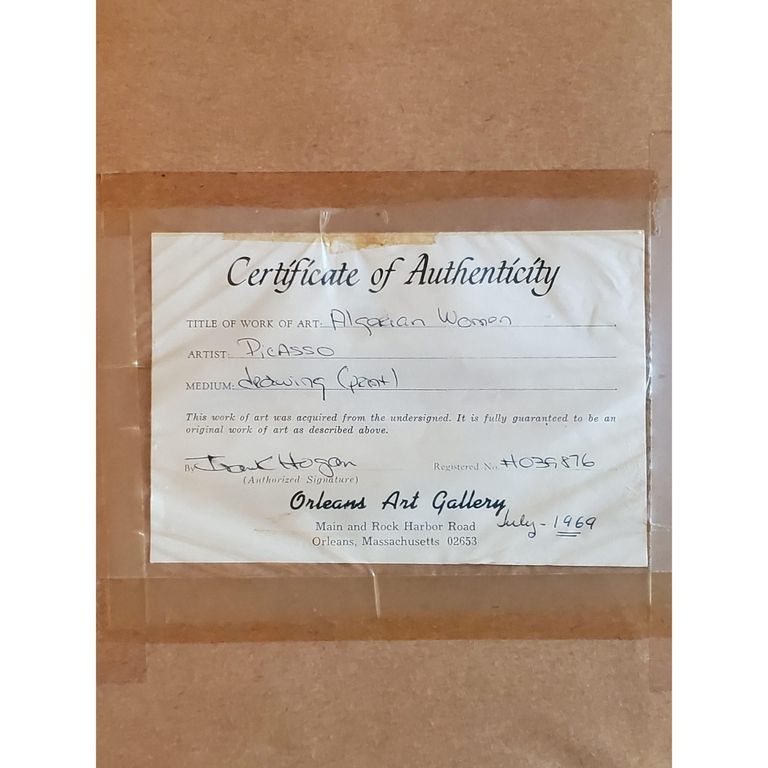 Certificate of Authenticity
TITLE OF WORK OF ART: Algerian Women
ARTIST: PICASSO
MEDIUM: drawing (print)
This work of art was acquired from the undersigned. It is fully guaranteed to be an
original work of art as described above.
By Frank Hogan Registered No. #039876
(Authorized Signature)
Orleans Art Gallery
Main and Rock Harbor Road July - 1969
Orleans, Massachusetts 02653